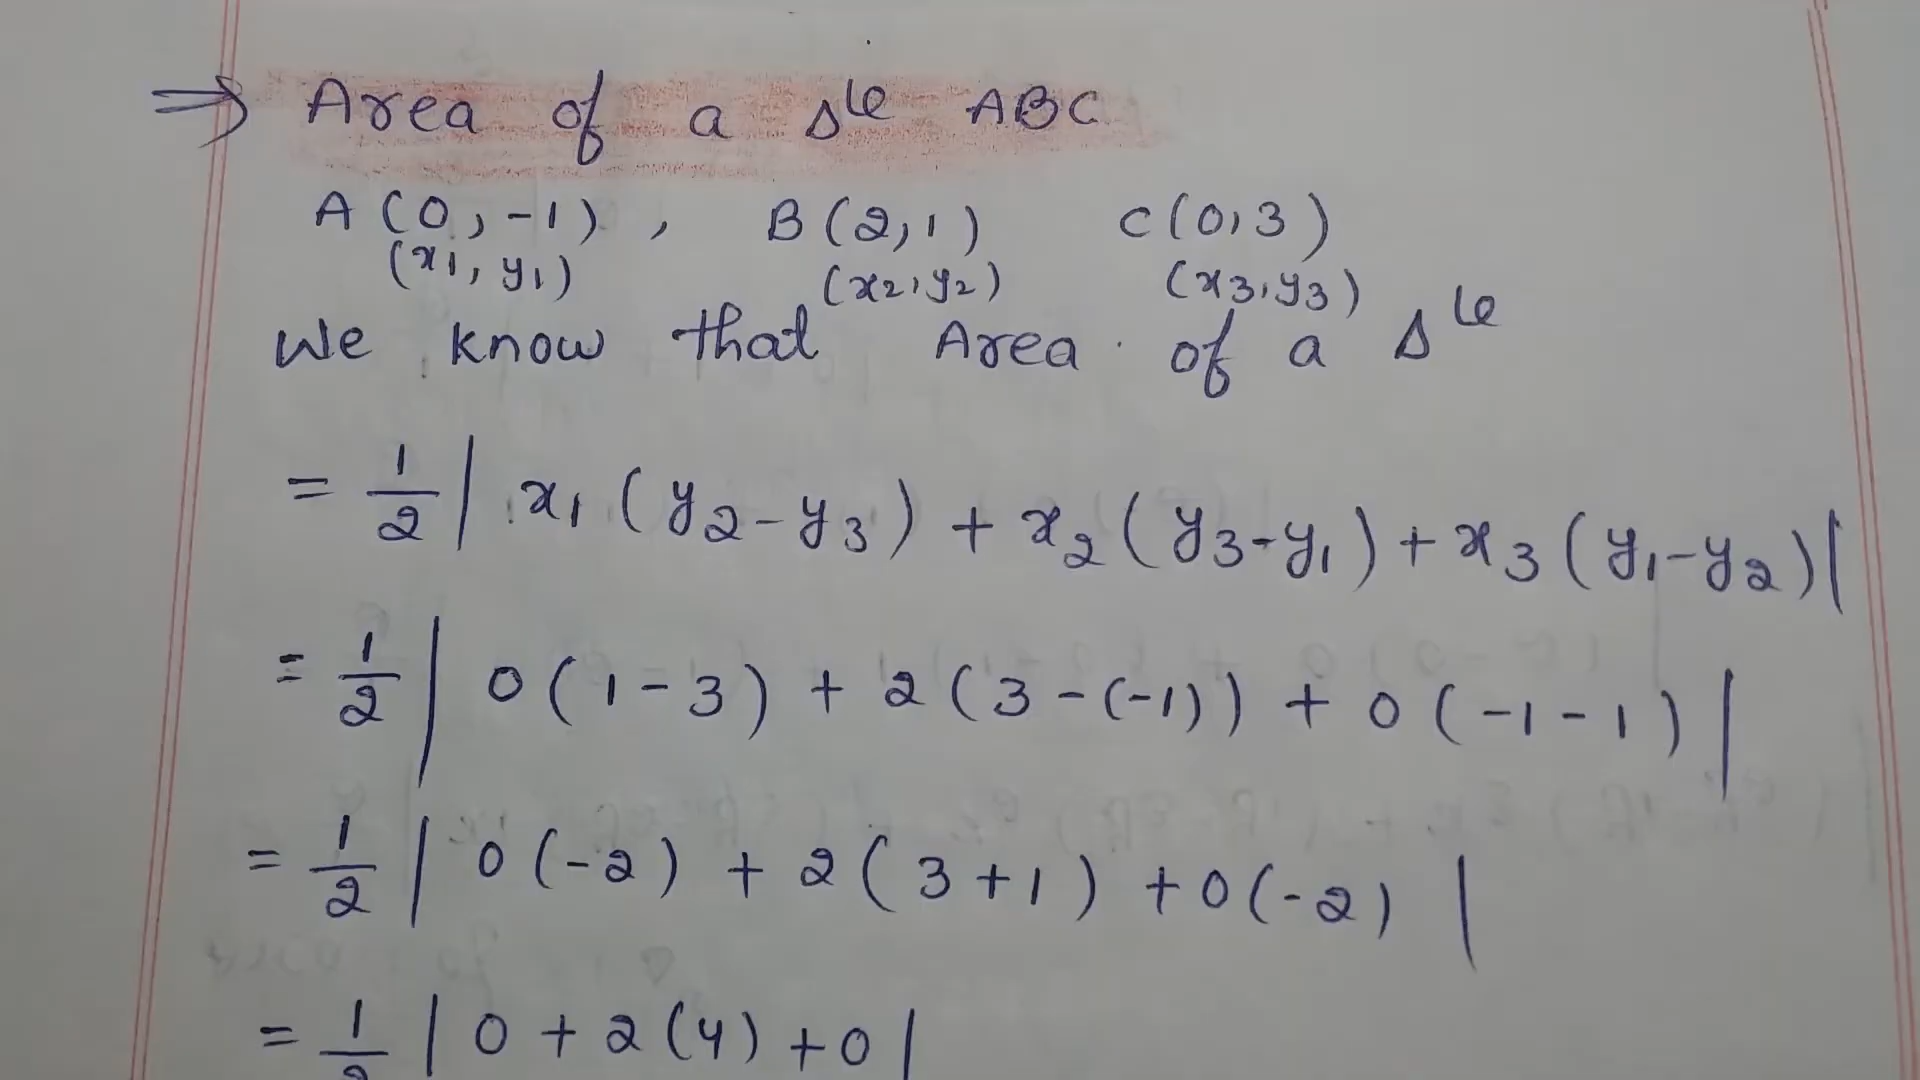 ⇒ Area of a Δle ABC
A(0,-1), B(2,1) C(0,3)
(x1, y1) (x2,y2) (x3,y3)
We know that Area of a Δle
= 1/2 | x1(y2-y3) + x2(y3-y1) + x3(y1-y2) |
= 1/2 | 0(1-3) + 2(3-(-1)) + 0(-1-1) |
= 1/2 | 0(-2) + 2(3+1) + 0(-2) |
= 1/2 | 0 + 2(4) + 0 |